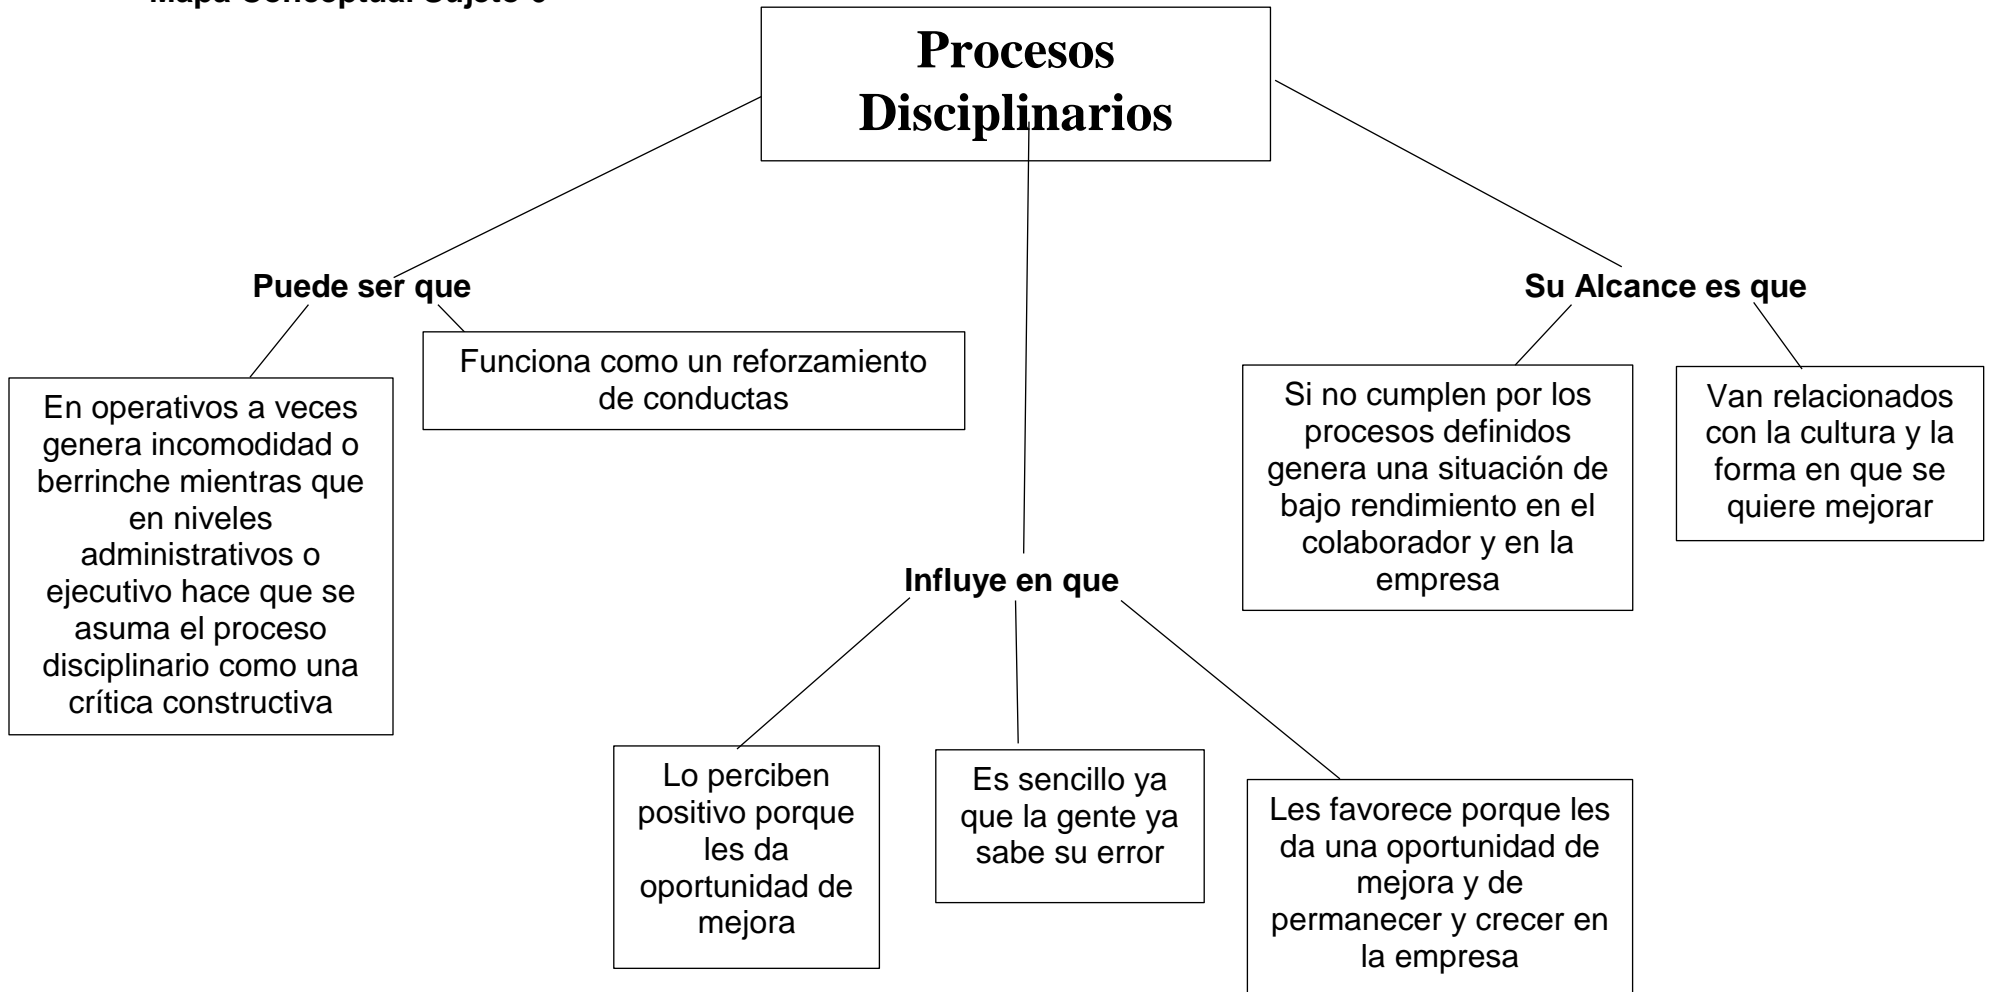 Mapa Conceptual Sujeto
Procesos
Disciplinarios
Puede ser que
En operativos a veces
genera incomodidad o
berrinche mientras que
en niveles
administrativos o
ejecutivo hace que se
asuma el proceso
disciplinario como una
crítica constructiva
Funciona como un reforzamiento
de conductas
Influye en que
Lo perciben
positivo porque
les da
oportunidad de
mejora
Es sencillo ya
que la gente ya
sabe su error
Les favorece porque les
da una oportunidad de
mejora y de
permanecer y crecer en
la empresa
Su Alcance es que
Si no cumplen por los
procesos definidos
genera una situación de
bajo rendimiento en el
colaborador y en la
empresa
Van relacionados
con la cultura y la
forma en que se
quiere mejorar